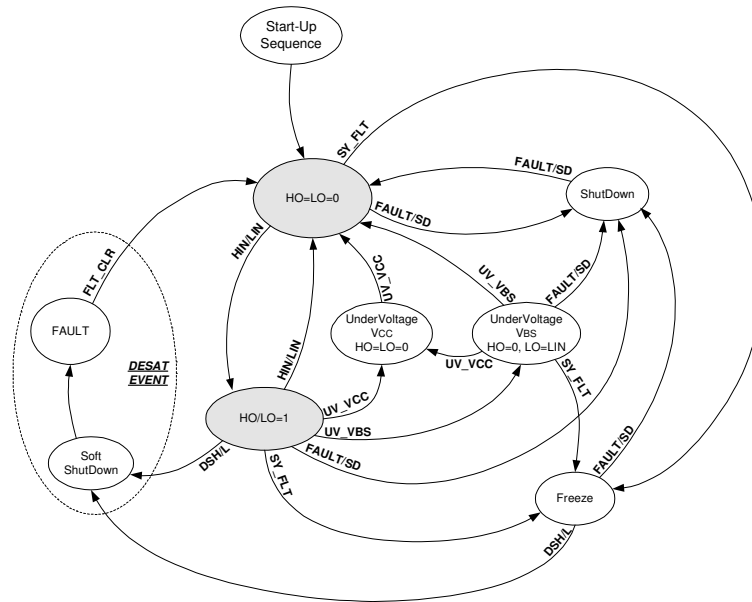 Start-Up
Sequence
SY_FLT
FAULT/SD
ShutDown
HO=LO=0
FAULT/SD
HIN/LIN
FLT_CLR
UV_VCC
UV_VBS
FAULT/SD
FAULT
UnderVoltage
VCC
HO=LO=0
UnderVoltage
VBS
HO=0, LO=LIN
DESAT
EVENT
HIN/LIN
UV_VCC
SY_FLT
UV_VCC
HO/LO=1
UV_VBS
FAULT/SD
FAULT/SD
Soft
ShutDown
DSH/L
SY_FLT
Freeze
DSH/L